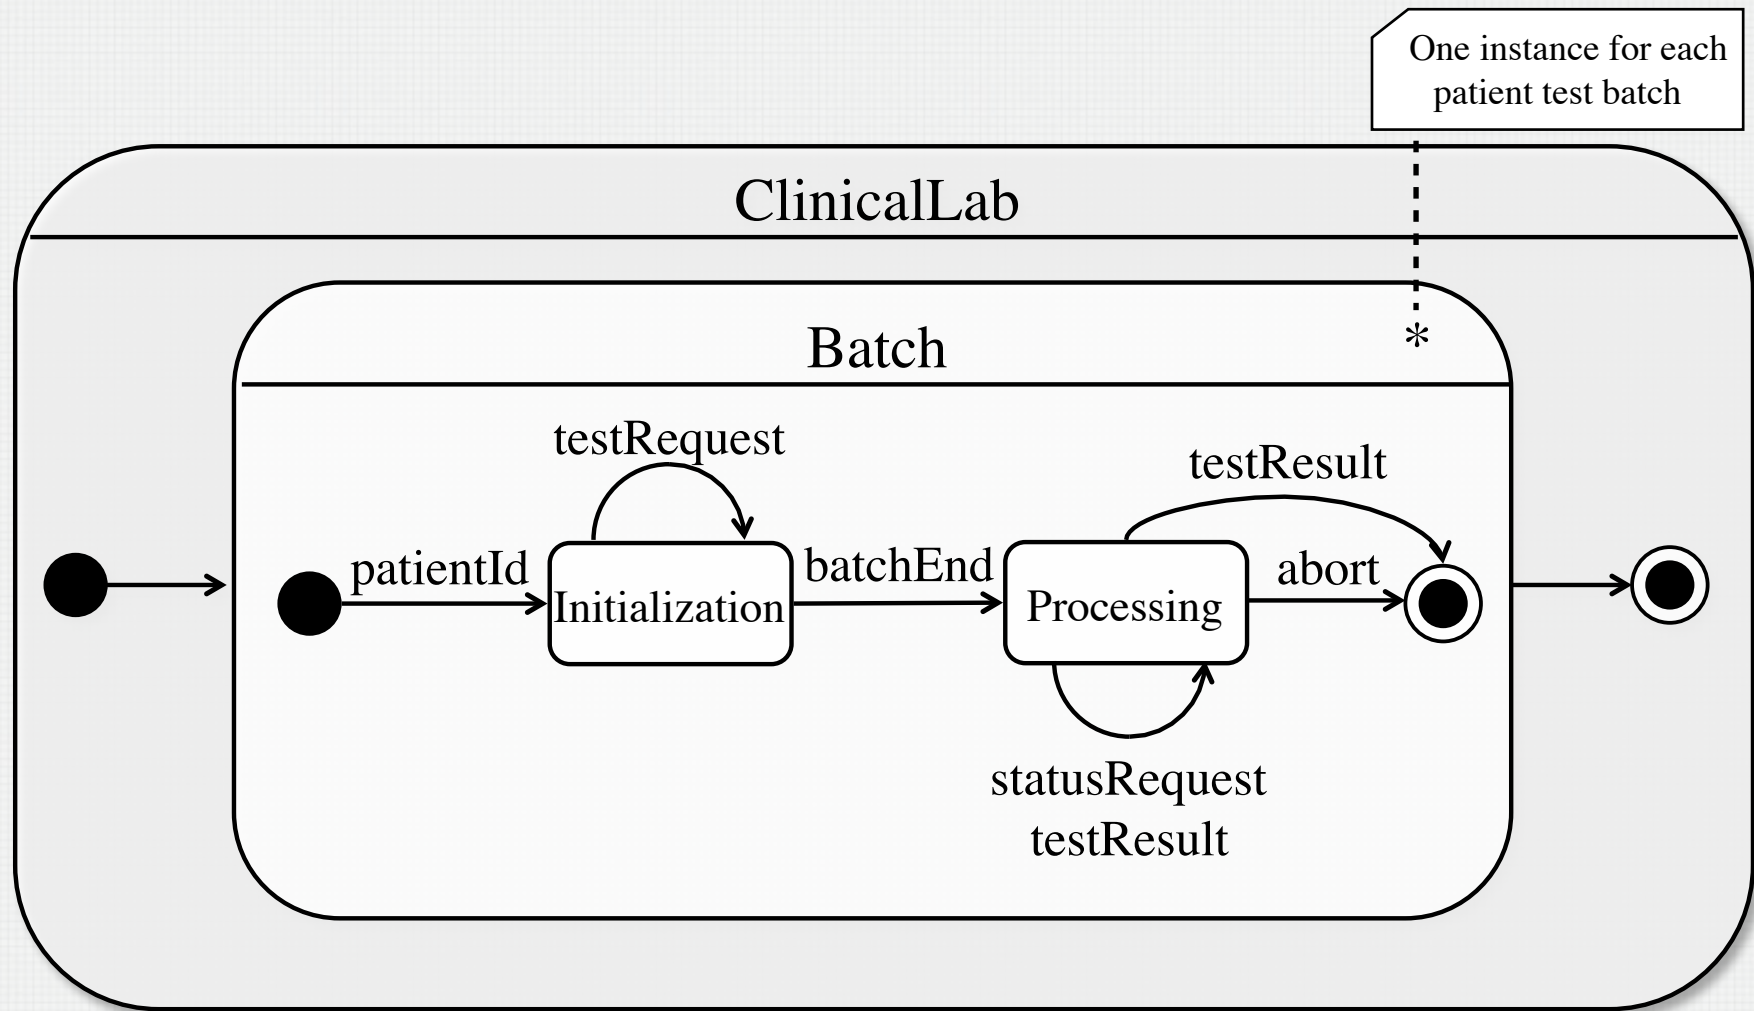 One instance for each
patient test batch
ClinicalLab
Batch
*
testRequest
testResult
patientId
batchEnd
abort
Initialization
Processing
statusRequest
testResult